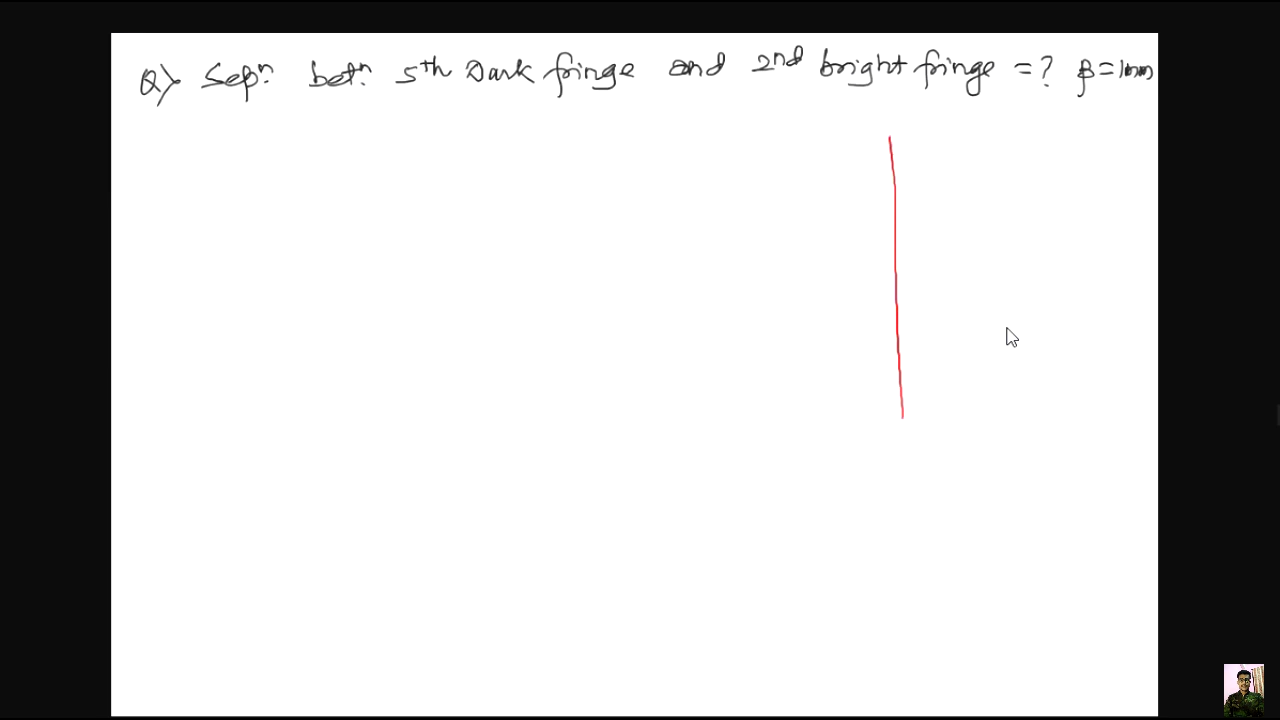 Q) Sepⁿ. betⁿ. 5th Dark fringe and 2nd bright fringe = ? β = 1mm